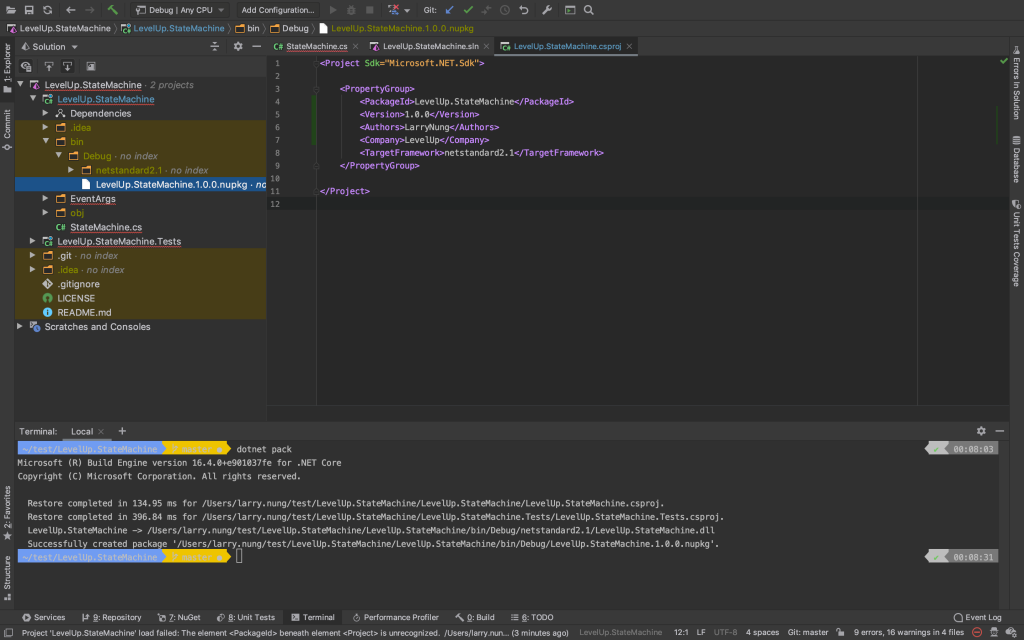 Debug | Any CPU
Add Configuration...
Git:
LevelUp.StateMachine
LevelUp.StateMachine
bin
Debug
LevelUp.StateMachine.1.0.0.nupkg
1: Explorer
Commit
2: Favorites
Structure
Solution
StateMachine.cs
LevelUp.StateMachine.sln
LevelUp.StateMachine.csproj
LevelUp.StateMachine · 2 projects
LevelUp.StateMachine
Dependencies
.idea
bin
Debug · no index
netstandard2.1 · no index
LevelUp.StateMachine.1.0.0.nupkg · no
EventArgs
obj
C# StateMachine.cs
LevelUp.StateMachine.Tests
.git · no index
.idea · no index
.gitignore
LICENSE
README.md
Scratches and Consoles
1 <Project Sdk="Microsoft.NET.Sdk">
2
3 <PropertyGroup>
4 <PackageId>LevelUp.StateMachine</PackageId>
5 <Version>1.0.0</Version>
6 <Authors>LarryNung</Authors>
7 <Company>LevelUp</Company>
8 <TargetFramework>netstandard2.1</TargetFramework>
9 </PropertyGroup>
10
11 </Project>
12
Errors In Solution
Database
Unit Tests Coverage
Terminal: Local
~/test/LevelUp.StateMachine dotnet pack 00:08:03
Microsoft (R) Build Engine version 16.4.0+e901037fe for .NET Core
Copyright (C) Microsoft Corporation. All rights reserved.
Restore completed in 134.95 ms for /Users/larry.nung/test/LevelUp.StateMachine/LevelUp.StateMachine/LevelUp.StateMachine.csproj.
Restore completed in 396.84 ms for /Users/larry.nung/test/LevelUp.StateMachine/LevelUp.StateMachine.Tests/LevelUp.StateMachine.Tests.csproj.
LevelUp.StateMachine -> /Users/larry.nung/test/LevelUp.StateMachine/LevelUp.StateMachine/bin/Debug/netstandard2.1/LevelUp.StateMachine.dll
Successfully created package '/Users/larry.nung/test/LevelUp.StateMachine/LevelUp.StateMachine/bin/Debug/LevelUp.StateMachine.1.0.0.nupkg'.
~/test/LevelUp.StateMachine 00:08:31
Services
9: Repository
7: NuGet
8: Unit Tests
Terminal
Performance Profiler
0: Build
6: TODO
Event Log
Project 'LevelUp.StateMachine' load failed: The element <PackageId> beneath element <Project> is unrecognized. /Users/larry.nun... (3 minutes ago)
LevelUp.StateMachine
12:1
LF
UTF-8
4 spaces
Git: master
9 errors, 16 warnings in 4 files